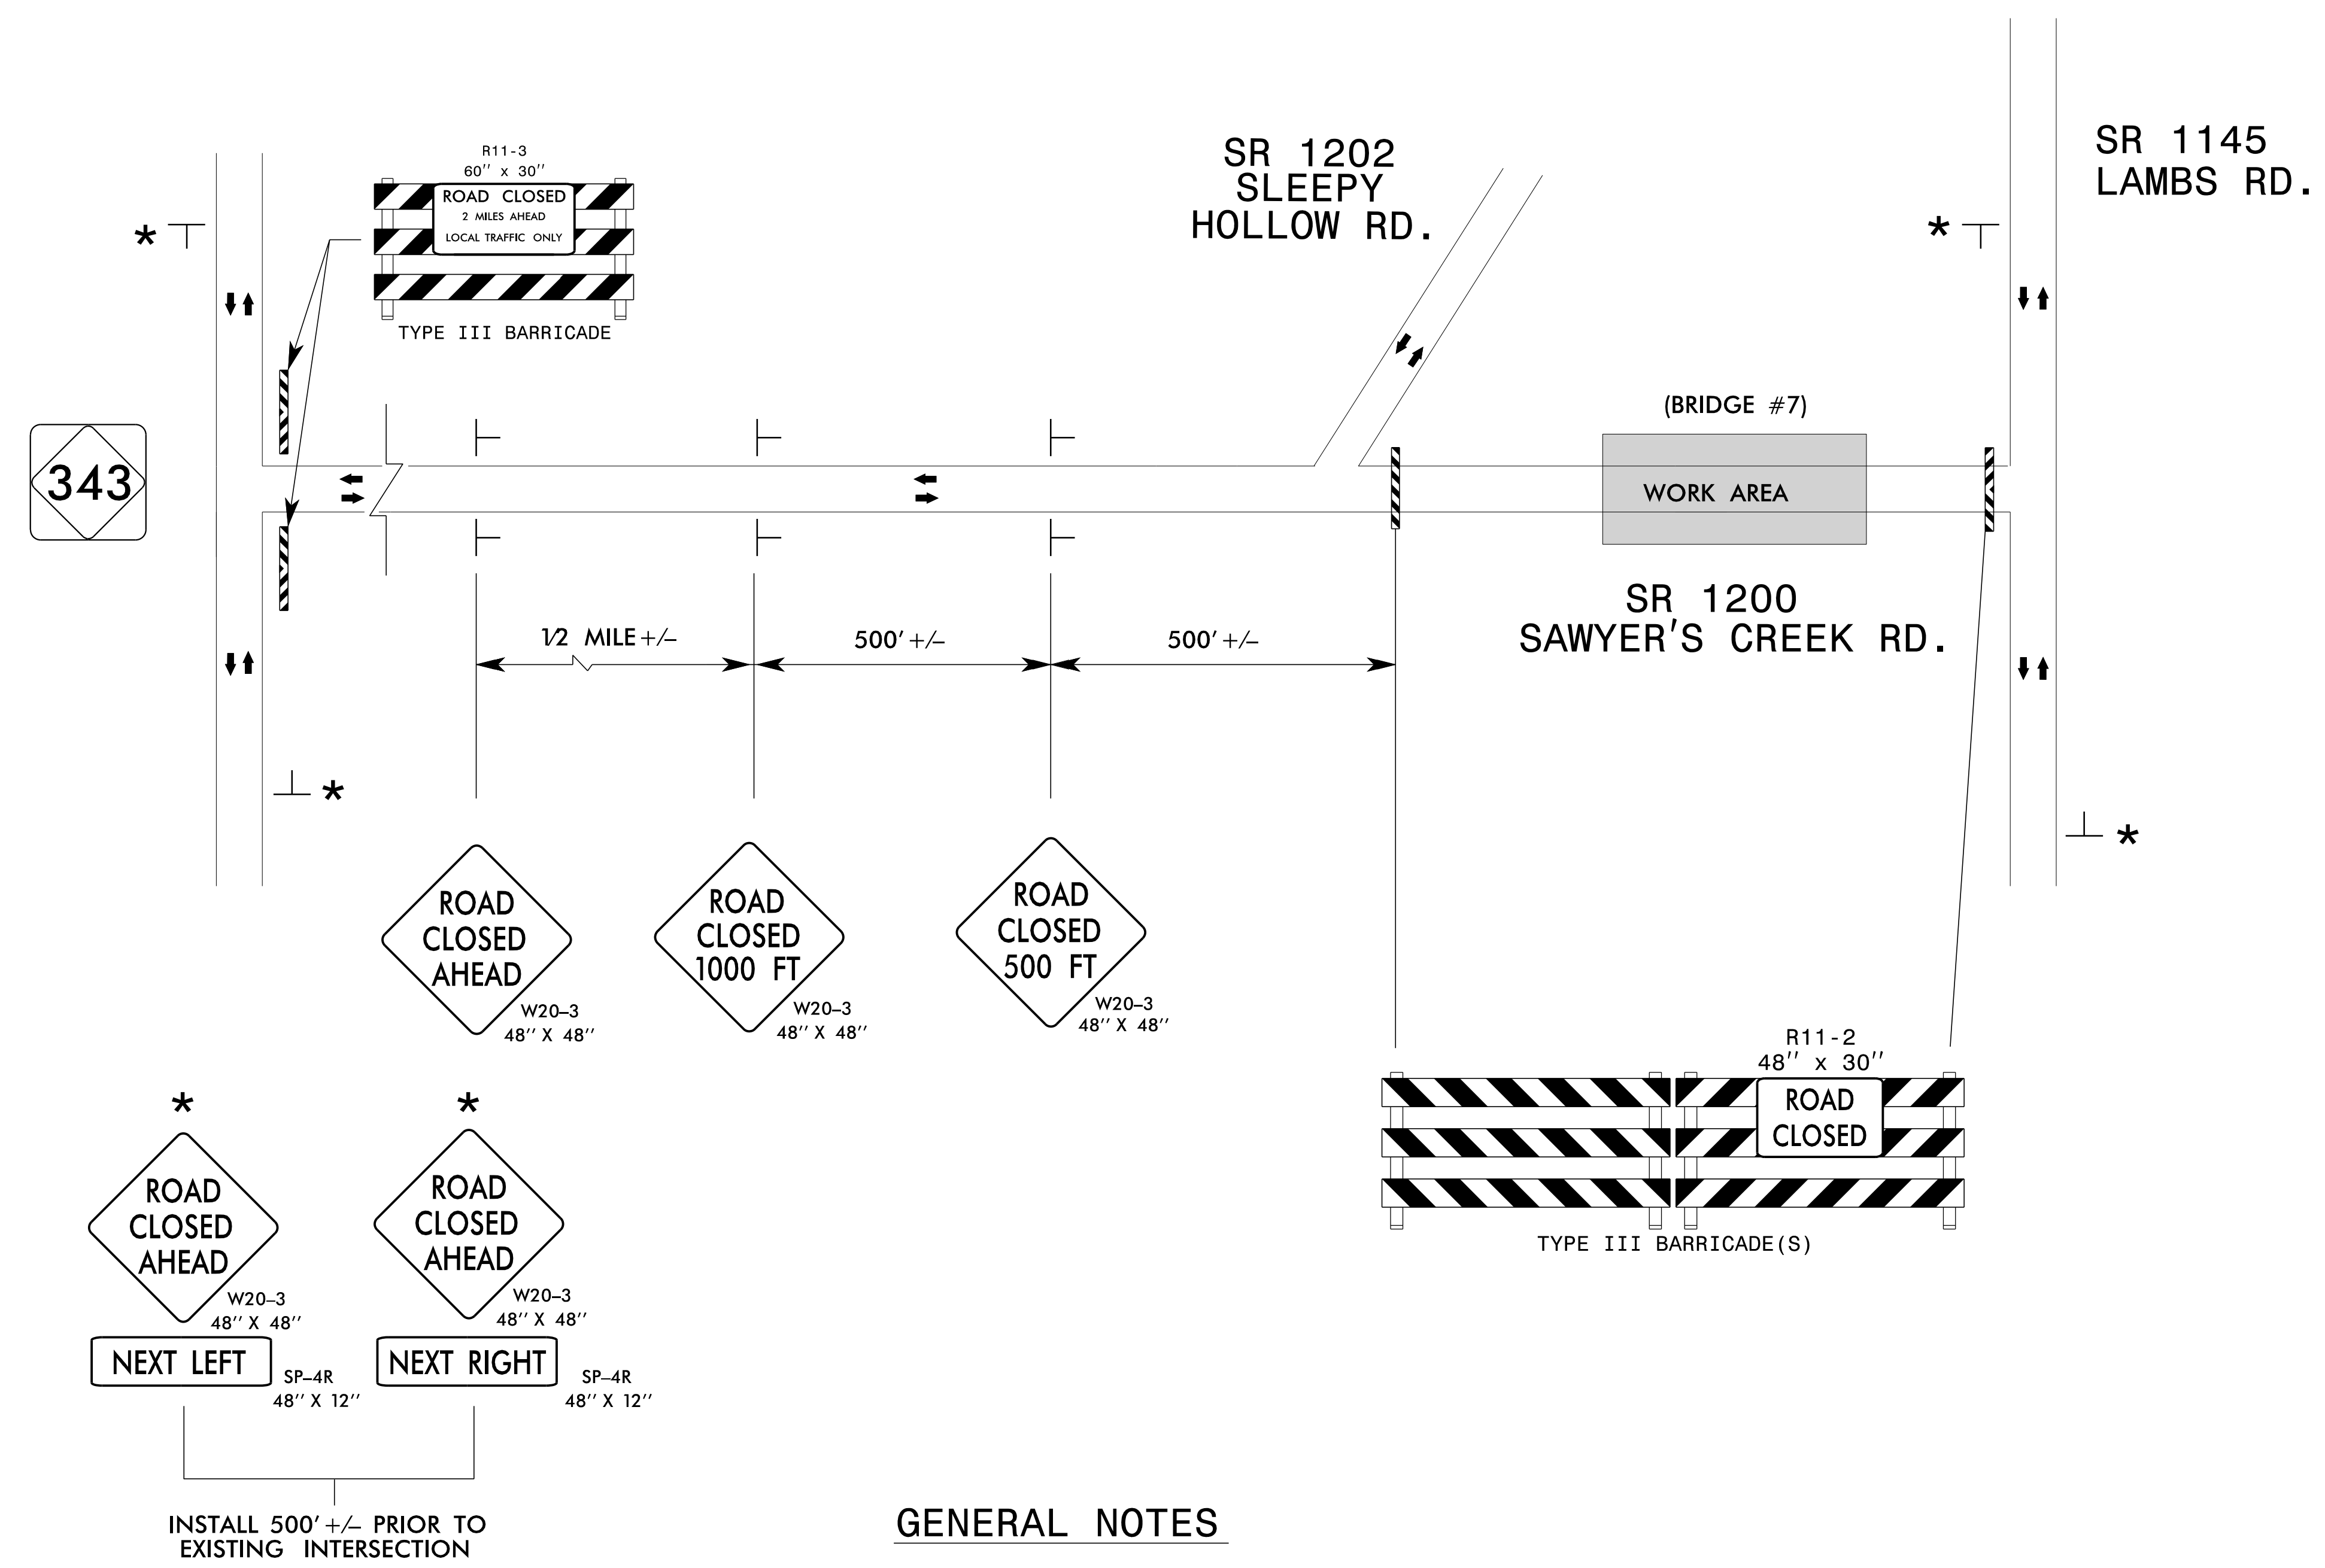 SR 1145
LAMBS RD.
SR 1202
SLEEPY
HOLLOW RD.
R11-3
60'' x 30''
ROAD CLOSED
2 MILES AHEAD
LOCAL TRAFFIC ONLY
TYPE III BARRICADE
*
*
(BRIDGE #7)
343
WORK AREA
SR 1200
SAWYER'S CREEK RD.
1/2 MILE +/-
500' +/-
500' +/-
*
*
ROAD
CLOSED
AHEAD
W20-3
48'' X 48''
ROAD
CLOSED
1000 FT
W20-3
48'' X 48''
ROAD
CLOSED
500 FT
W20-3
48'' X 48''
R11-2
48'' x 30''
ROAD
CLOSED
TYPE III BARRICADE(S)
*
ROAD
CLOSED
AHEAD
W20-3
48'' X 48''
NEXT LEFT
SP-4R
48'' X 12''
*
ROAD
CLOSED
AHEAD
W20-3
48'' X 48''
NEXT RIGHT
SP-4R
48'' X 12''
INSTALL 500' +/- PRIOR TO
EXISTING INTERSECTION
GENERAL NOTES